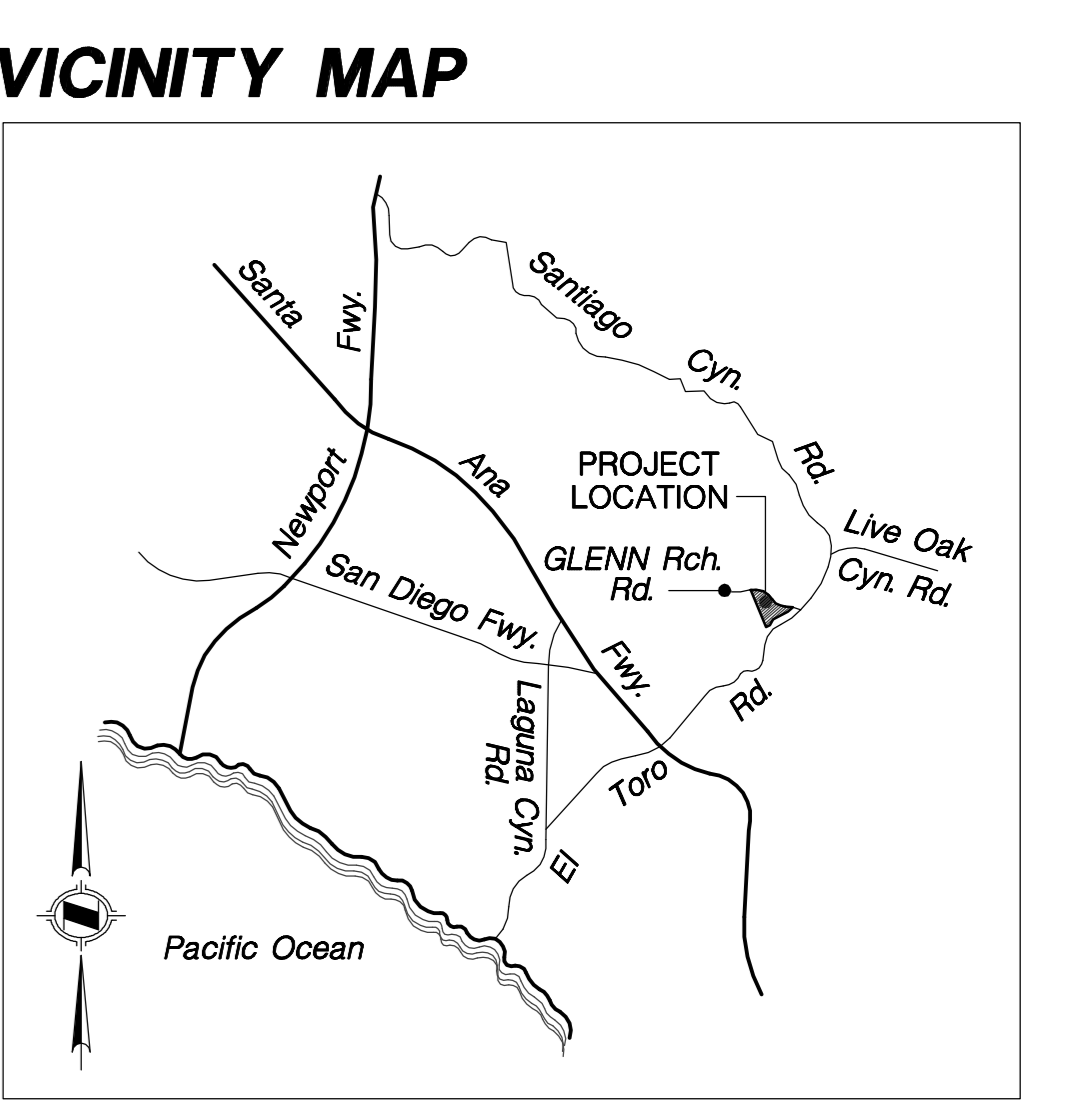 VICINITY MAP
Santa
Fwy.
Santiago
Cyn.
Rd.
Newport
Ana
PROJECT
LOCATION
Live Oak
Cyn. Rd.
GLENN Rch.
Rd.
San Diego Fwy.
Fwy.
Laguna Cyn.
Rd.
Rd.
Toro
El
Pacific Ocean